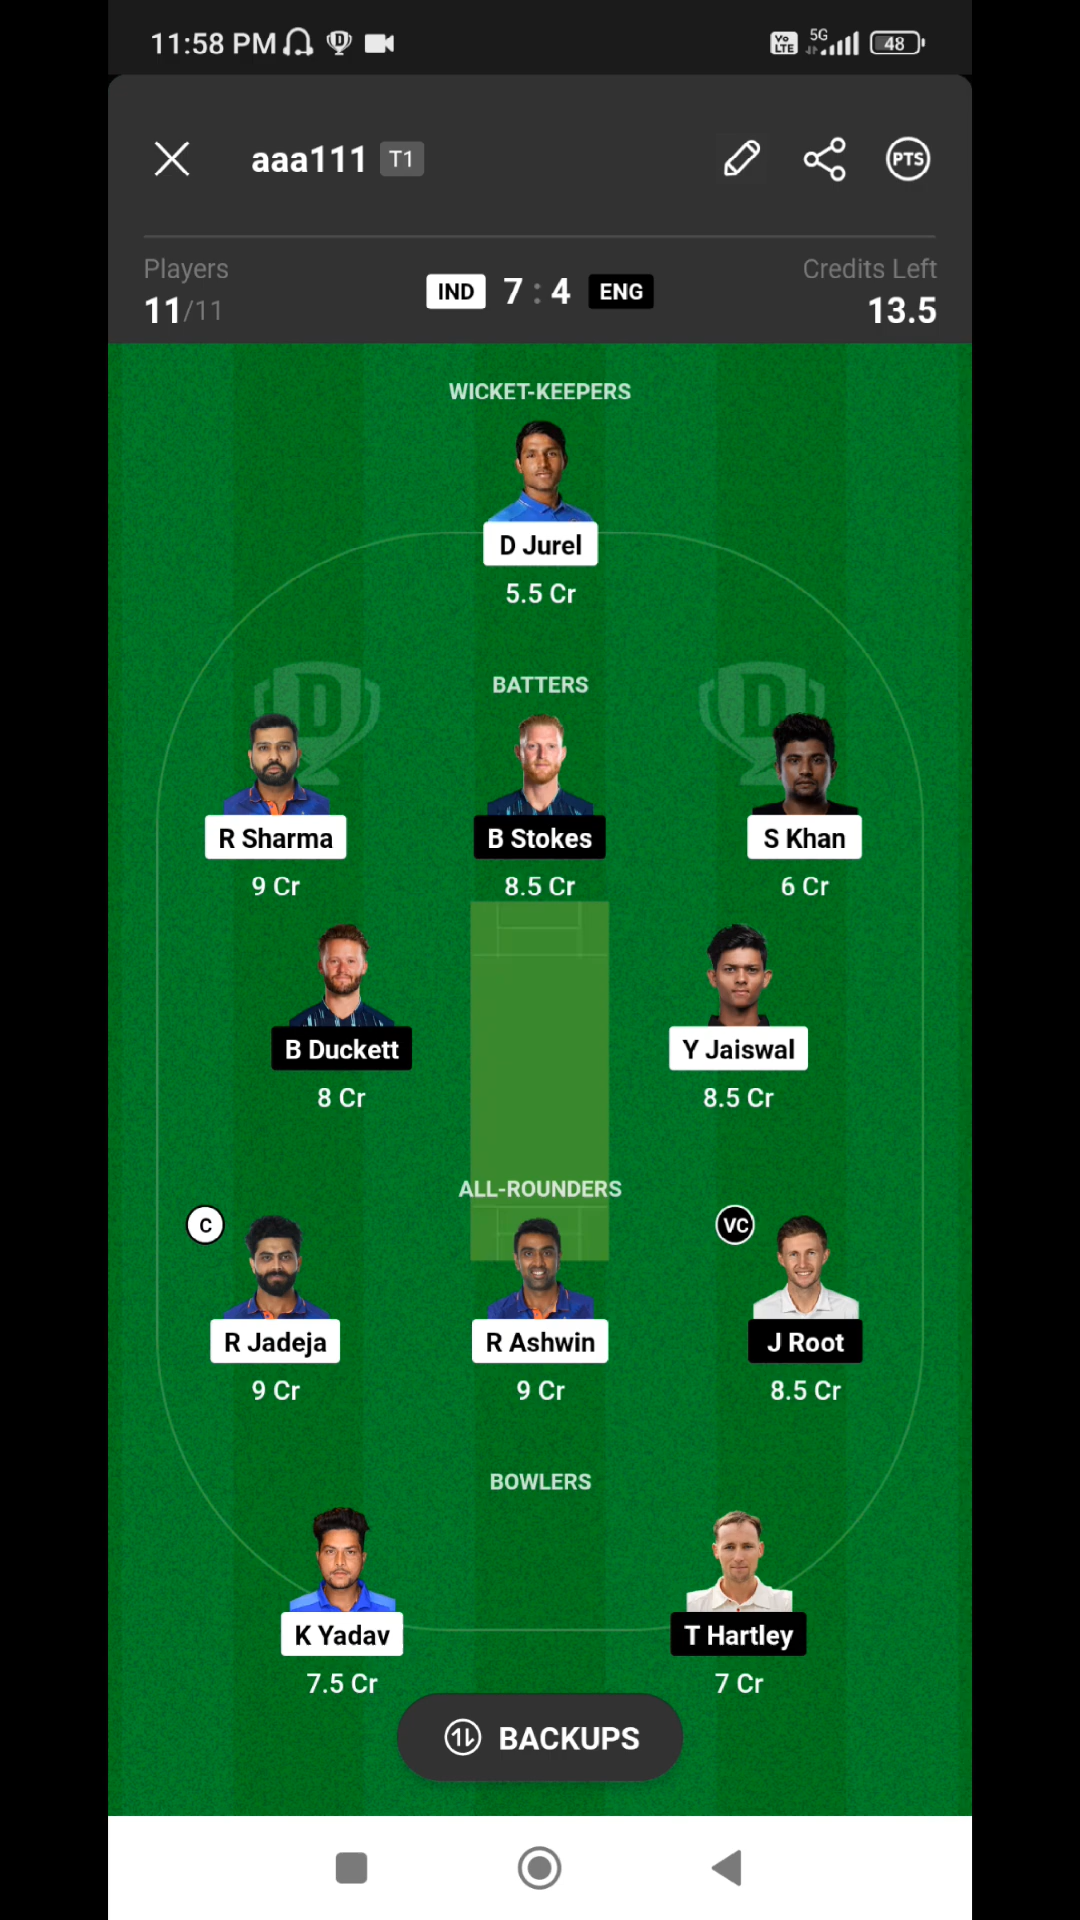 11:58 PM
Vo LTE 5G 48
aaa111 T1
PTS
Players
Credits Left
11/11
IND 7 : 4 ENG
13.5
WICKET-KEEPERS
D Jurel
5.5 Cr
BATTERS
D D
R Sharma B Stokes S Khan
9 Cr 8.5 Cr 6 Cr
B Duckett Y Jaiswal
8 Cr 8.5 Cr
ALL-ROUNDERS
C VC
R Jadeja R Ashwin J Root
9 Cr 9 Cr 8.5 Cr
BOWLERS
K Yadav T Hartley
7.5 Cr 7 Cr
BACKUPS